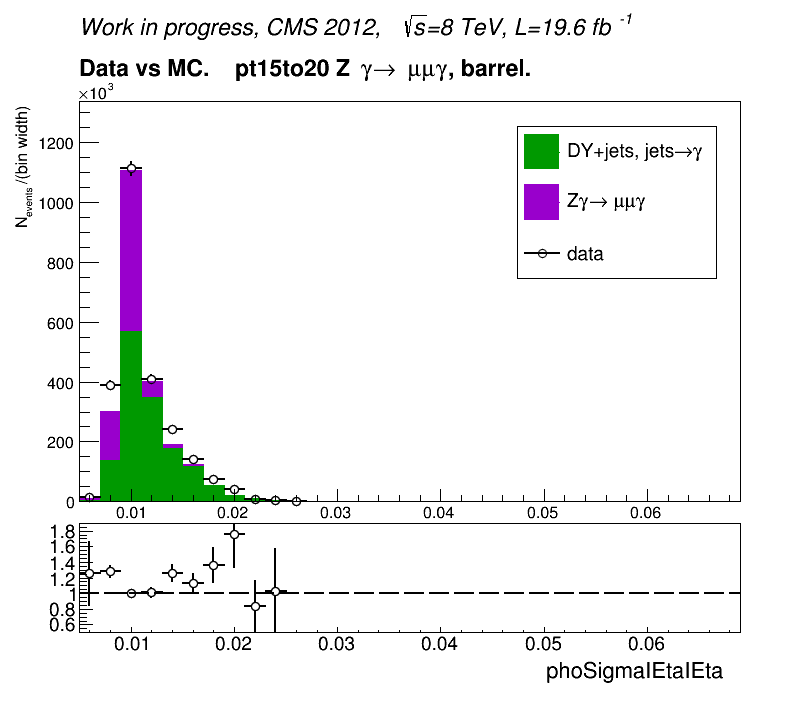 Work in progress, CMS 2012, √s=8 TeV, L=19.6 fb⁻¹
Data vs MC. pt15to20 Z γ→ μμγ, barrel.
×10³
N_events /(bin width)
1200
1000
800
600
400
200
0
DY+jets, jets→γ
Zγ→ μμγ
data
0.01 0.02 0.03 0.04 0.05 0.06
1.8
1.6
1.4
1.2
1
0.8
0.6
0.01 0.02 0.03 0.04 0.05 0.06
phoSigmaIEtaIEta